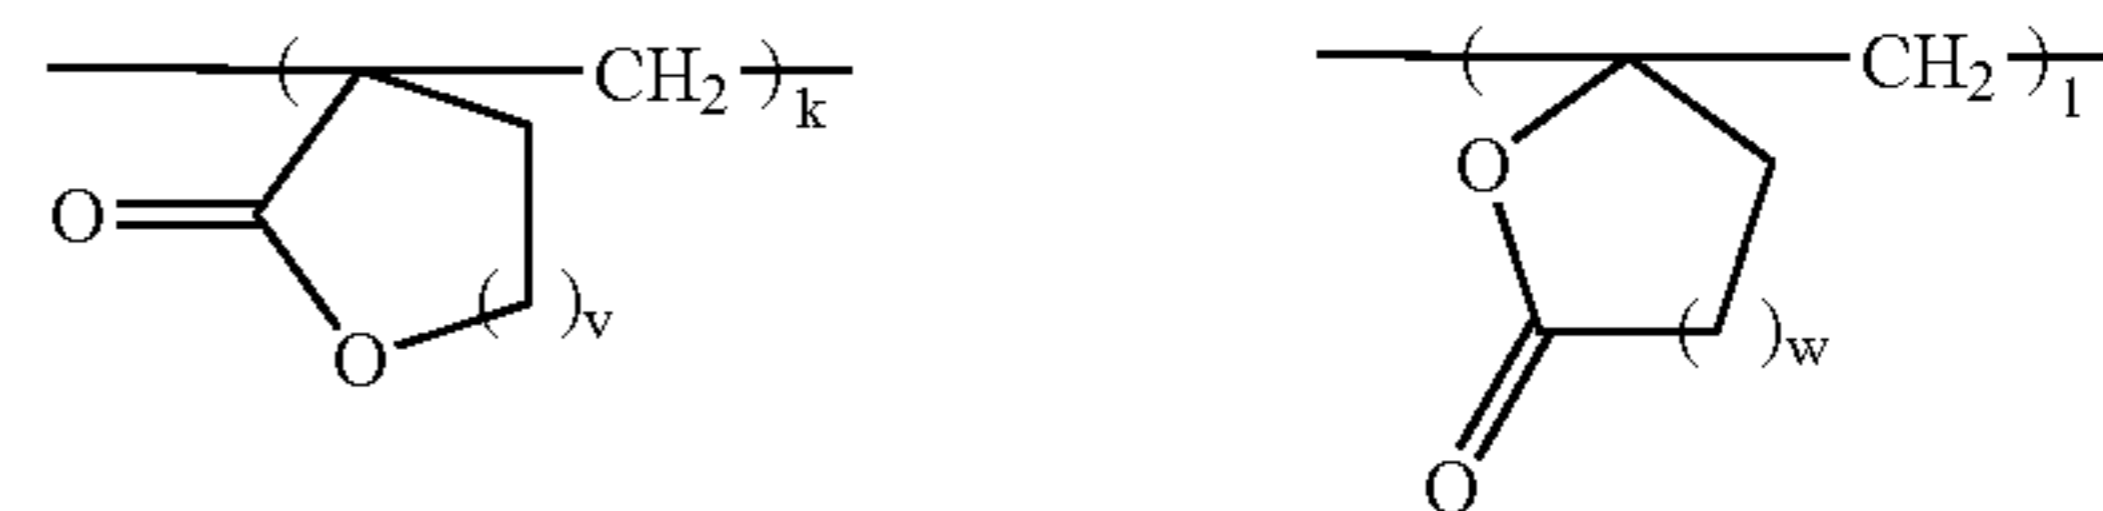 ( CH₂ )k ( CH₂ )l
O O
O ( )v ( )w
O